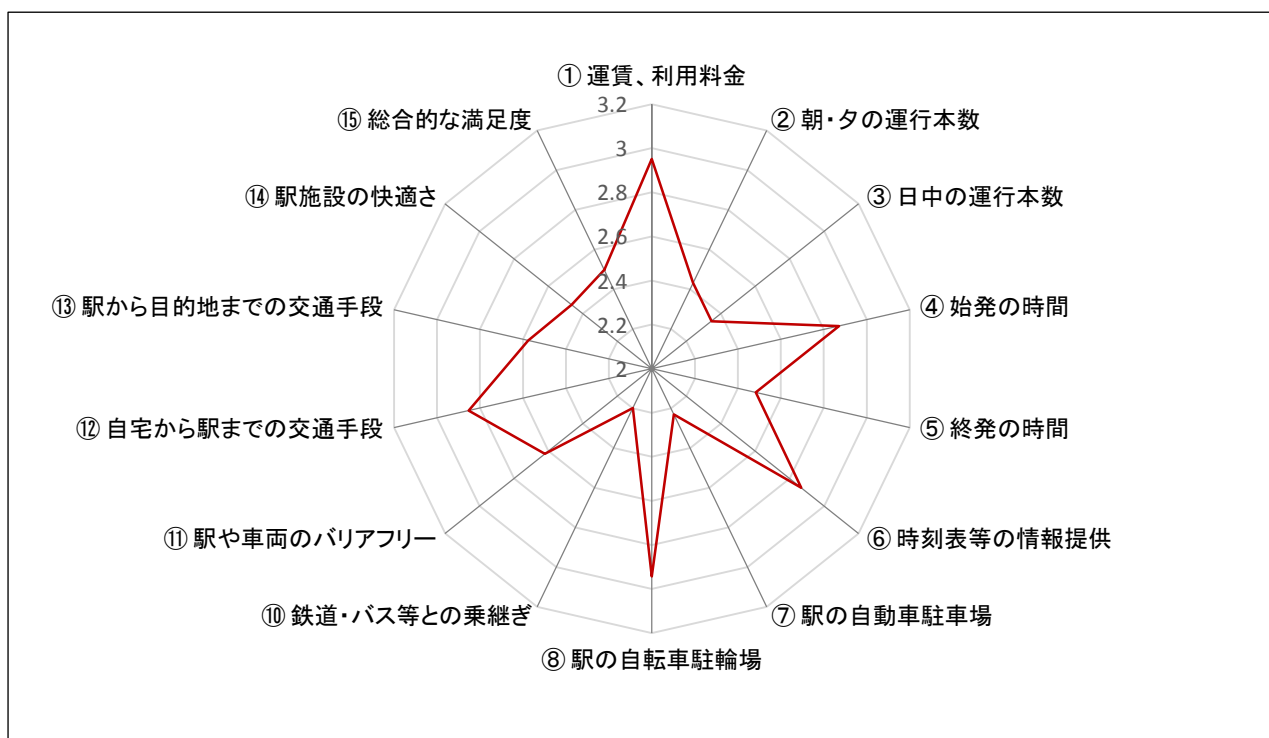 ① 運賃、利用料金
② 朝・夕の運行本数
③ 日中の運行本数
④ 始発の時間
⑤ 終発の時間
⑥ 時刻表等の情報提供
⑦ 駅の自動車駐車場
⑧ 駅の自転車駐輪場
⑩ 鉄道・バス等との乗継ぎ
⑪ 駅や車両のバリアフリー
⑫ 自宅から駅までの交通手段
⑬ 駅から目的地までの交通手段
⑭ 駅施設の快適さ
⑮ 総合的な満足度
3.2
3
2.8
2.6
2.4
2.2
2